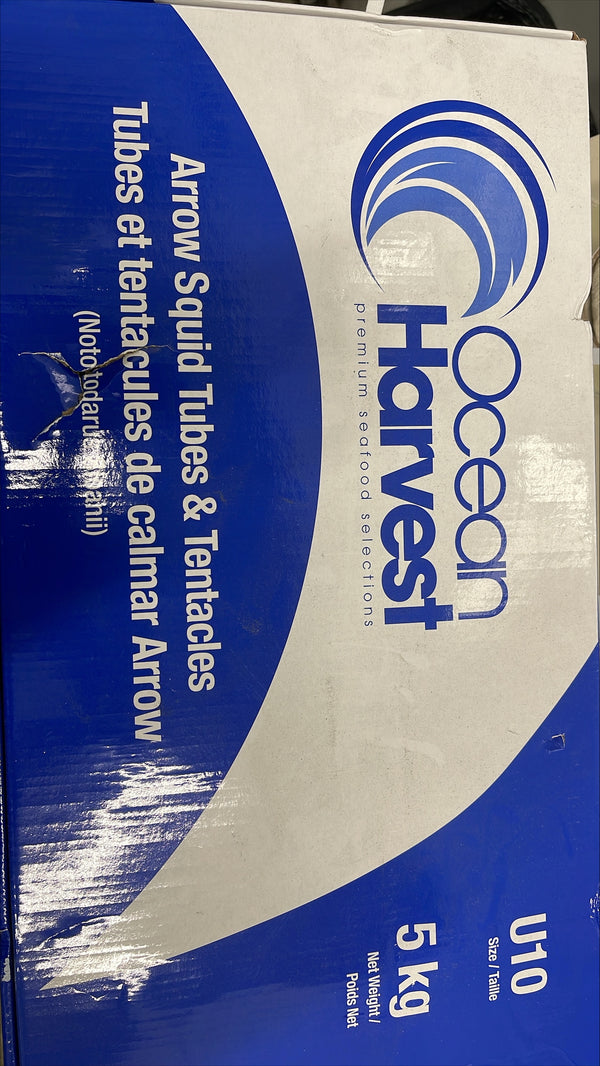 Ocean
Harvest
premium seafood selections
Arrow Squid Tubes & Tentacles
Tubes et tentacules de calmar Arrow
U10
Size / Taille
5 kg
Net Weight /
Poids Net